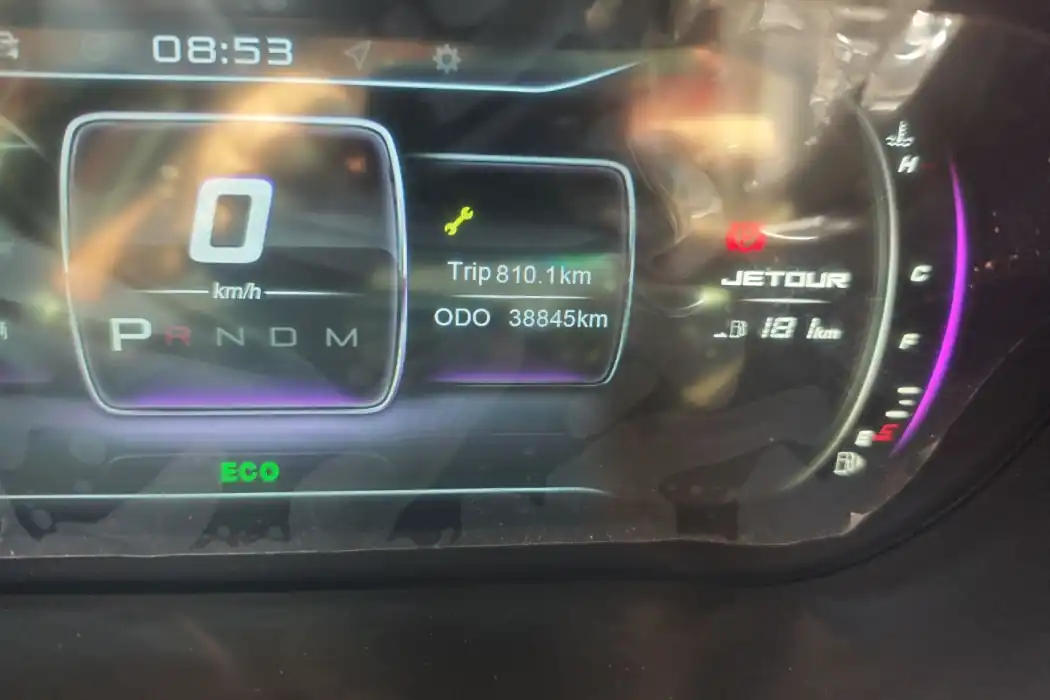 08:53
0
km/h
P R N D M
Trip 810.1km
ODO 38845km
ECO
JETOUR
181km
H
C
F
E